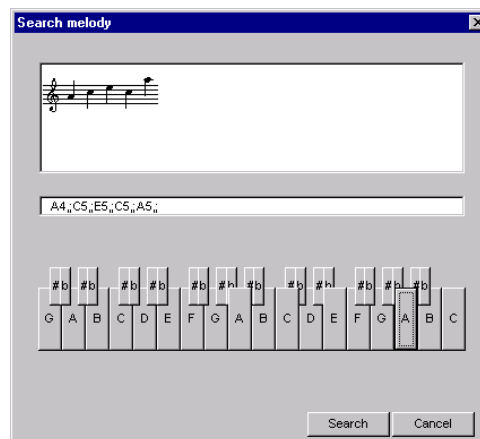 Search melody
A4,,;C5,,;E5,,;C5,,;A5,,;
#b #b #b #b #b #b #b #b #b #b #b #b
G A B C D E F G A B C D E F G A B C
Search Cancel